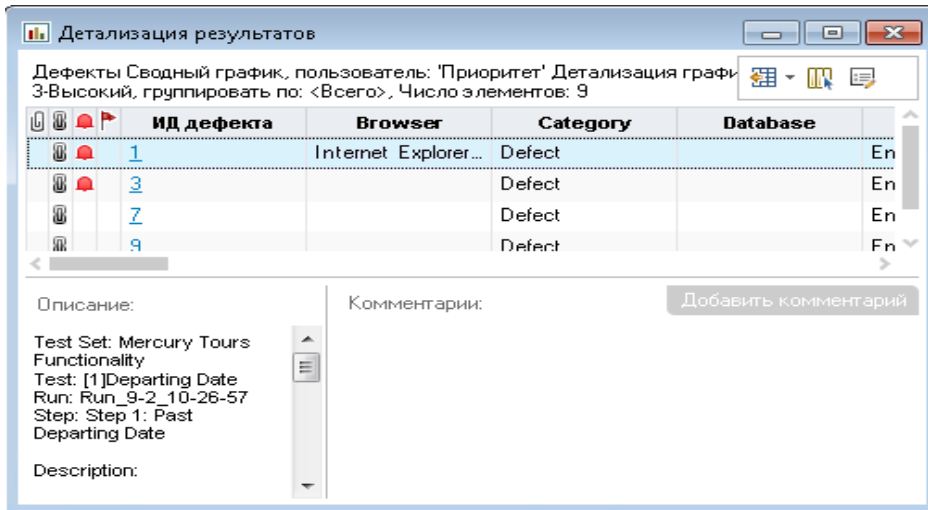 Детализация результатов
Дефекты Сводный график, пользователь: 'Приоритет' Детализация графи
3-Высокий, группировать по: <Всего>, Число элементов: 9
ИД дефекта Browser Category Database
1 Internet Explorer... Defect En
3 Defect En
7 Defect En
9 Defect En
Описание: Комментарии: Добавить комментарий
Test Set: Mercury Tours
Functionality
Test: [1]Departing Date
Run: Run_9-2_10-26-57
Step: Step 1: Past
Departing Date
Description: